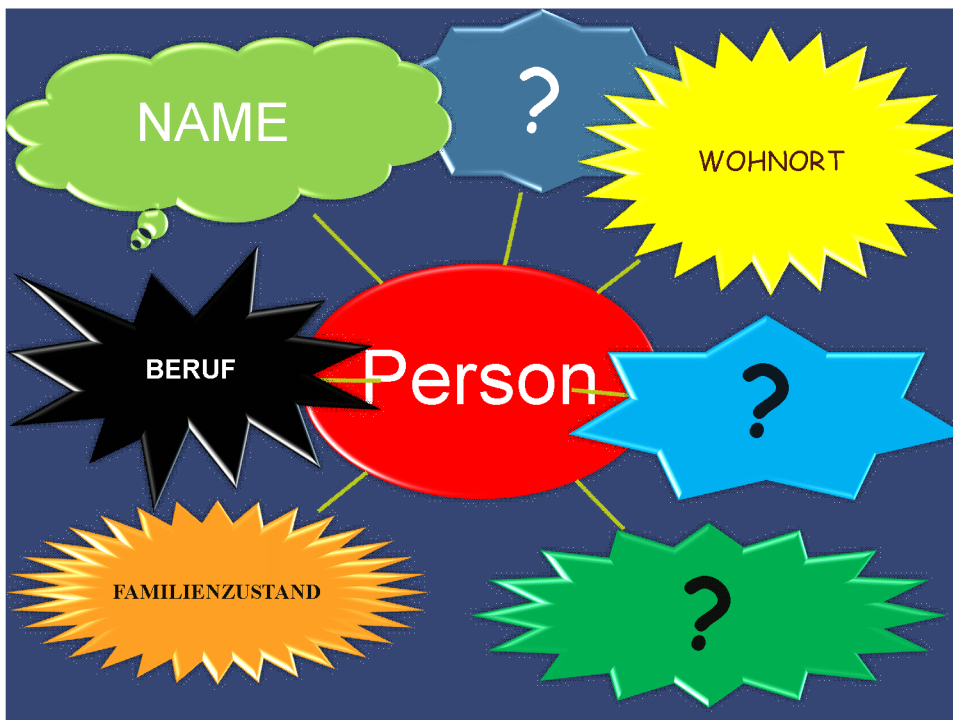 NAME
?
WOHNORT
BERUF
Person
?
FAMILIENZUSTAND
?